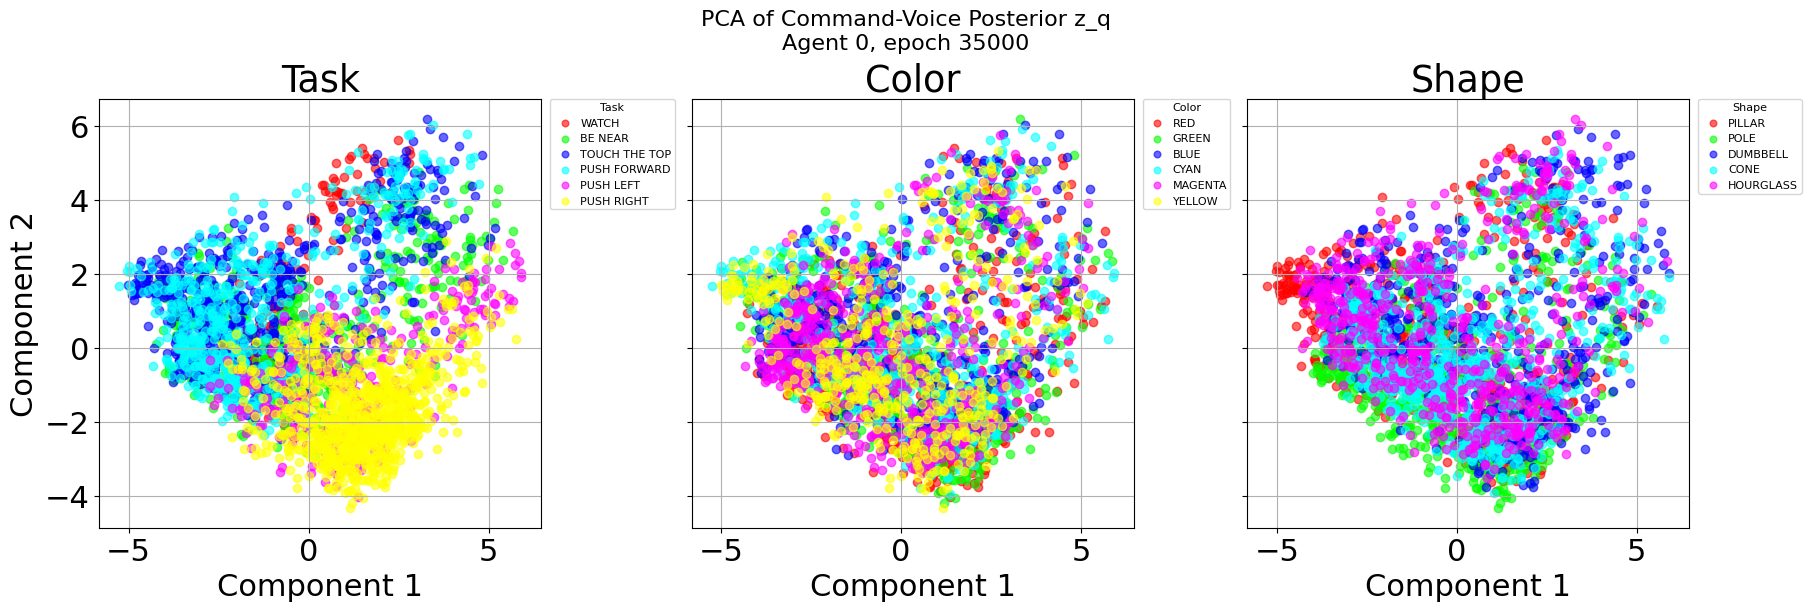 PCA of Command-Voice Posterior z_q
Agent 0, epoch 35000
Task
Component 2
6
4
2
0
−2
−4
−5 0 5
Component 1
Task
WATCH
BE NEAR
TOUCH THE TOP
PUSH FORWARD
PUSH LEFT
PUSH RIGHT
Color
−5 0 5
Component 1
Color
RED
GREEN
BLUE
CYAN
MAGENTA
YELLOW
Shape
−5 0 5
Component 1
Shape
PILLAR
POLE
DUMBBELL
CONE
HOURGLASS